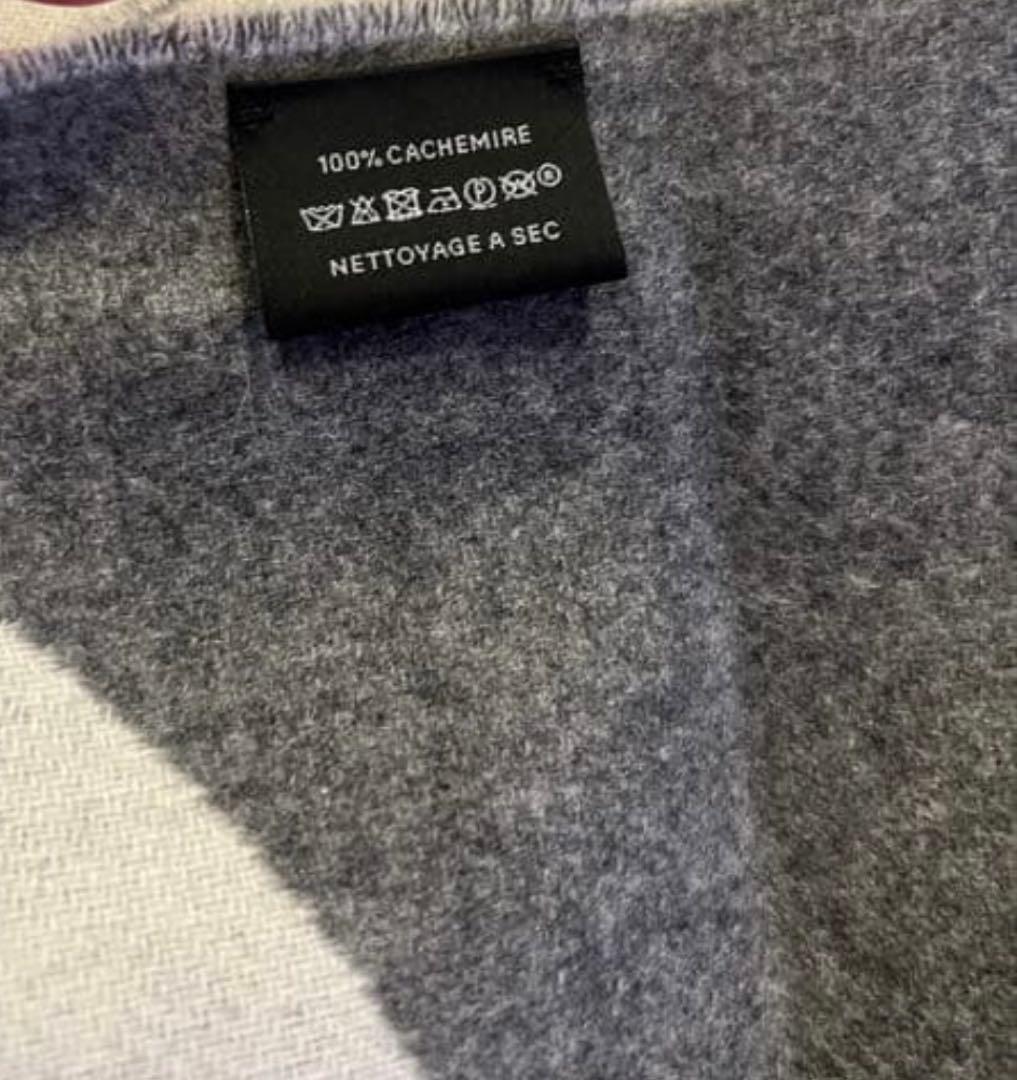 100% CACHEMIRE
P W ®
NETTOYAGE A SEC